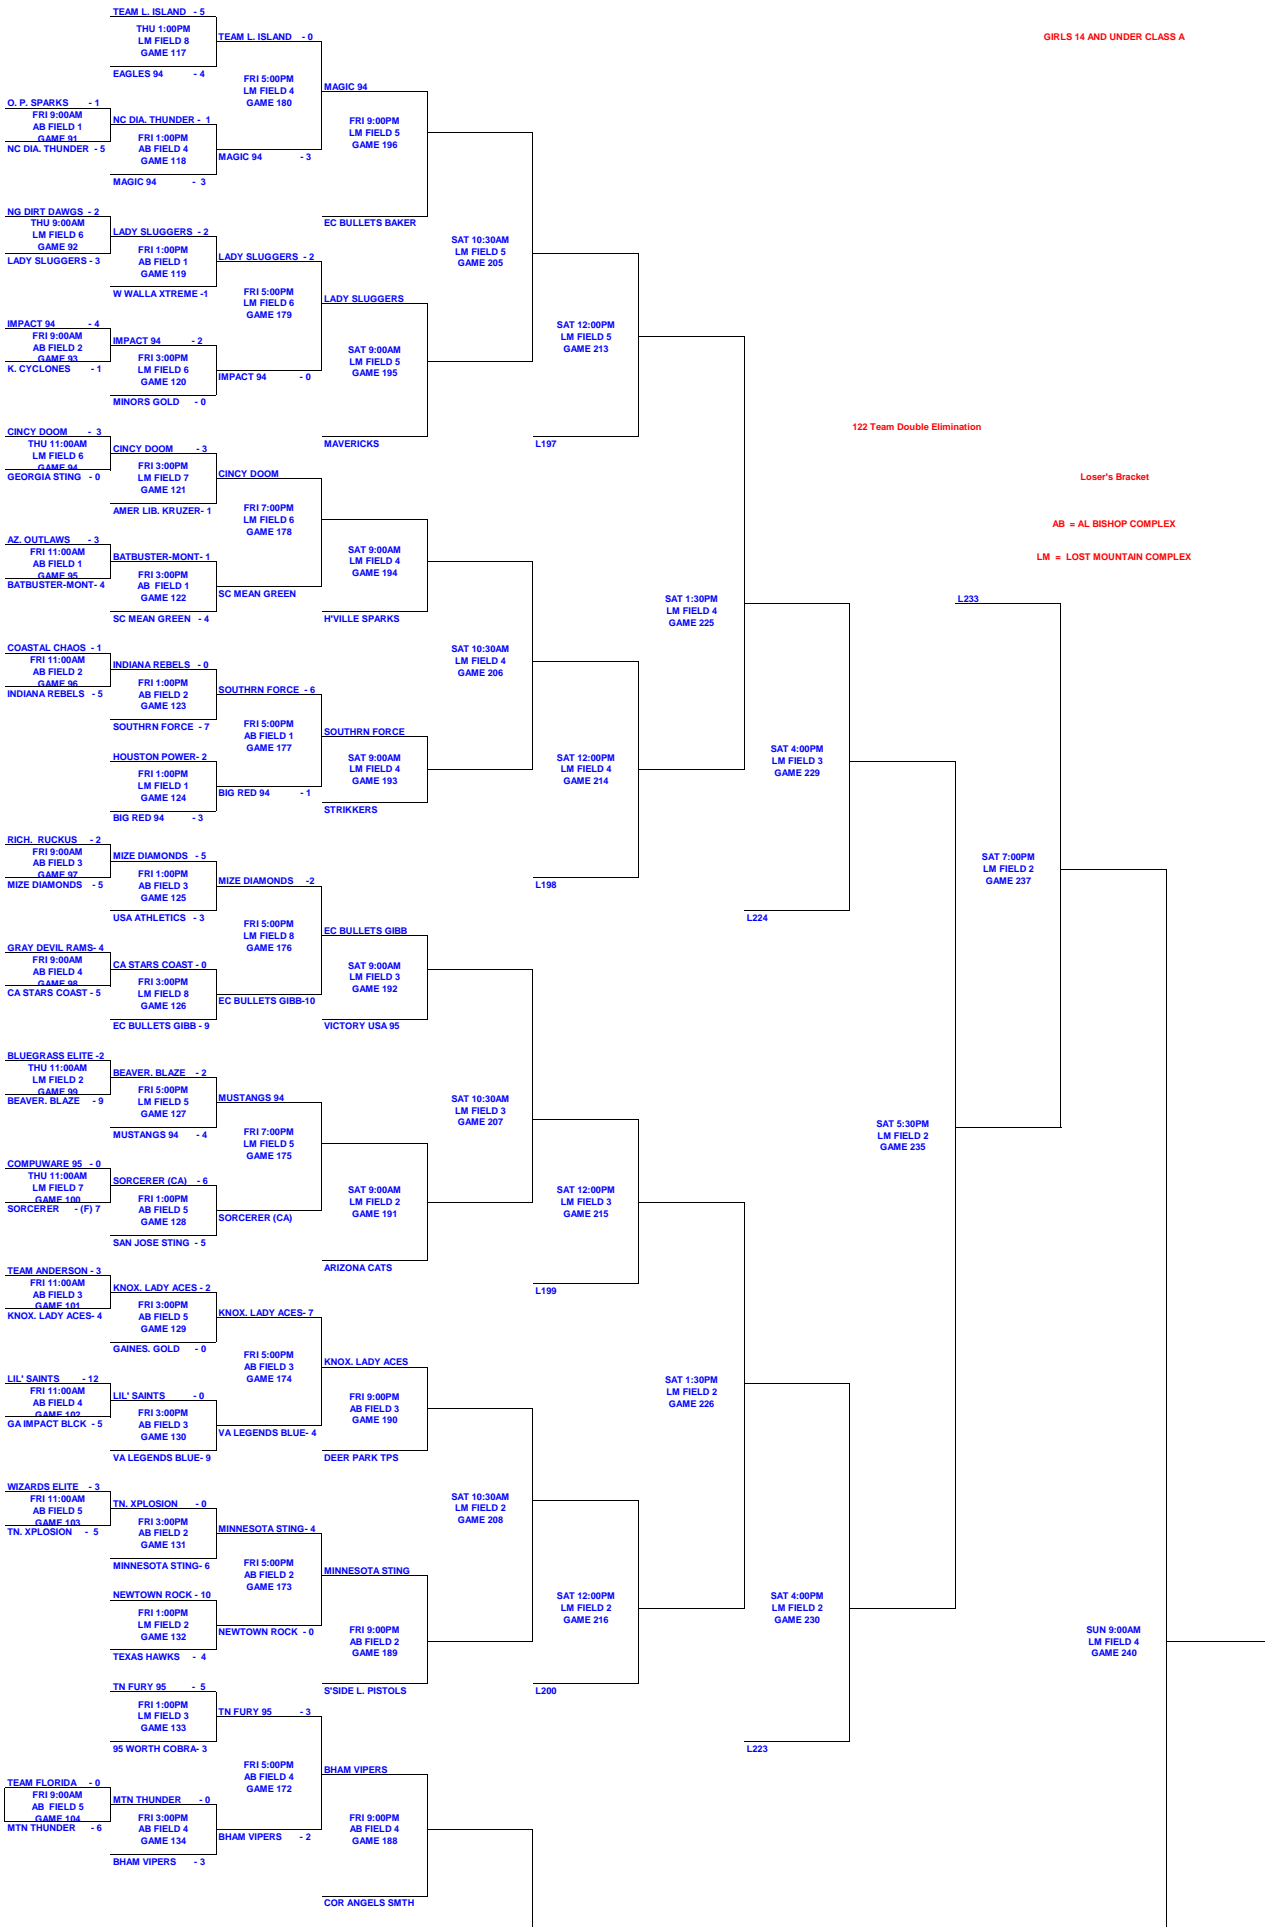 GIRLS 14 AND UNDER CLASS A
122 Team Double Elimination
Loser's Bracket
AB = AL BISHOP COMPLEX
LM = LOST MOUNTAIN COMPLEX
O. P. SPARKS - 1
FRI 9:00AM
AB FIELD 1
GAME 91
NC DIA. THUNDER - 5
NG DIRT DAWGS - 2
THU 9:00AM
LM FIELD 6
GAME 92
LADY SLUGGERS - 3
IMPACT 94 - 4
FRI 9:00AM
AB FIELD 2
GAME 93
K. CYCLONES - 1
CINCY DOOM - 3
THU 11:00AM
LM FIELD 6
GAME 94
GEORGIA STING - 0
AZ. OUTLAWS - 3
FRI 11:00AM
AB FIELD 1
GAME 95
BATBUSTER-MONT- 4
COASTAL CHAOS - 1
FRI 11:00AM
AB FIELD 2
GAME 96
INDIANA REBELS - 5
RICH. RUCKUS - 2
FRI 9:00AM
AB FIELD 3
GAME 97
MIZE DIAMONDS - 5
GRAY DEVIL RAMS- 4
FRI 9:00AM
AB FIELD 4
GAME 98
CA STARS COAST - 5
BLUEGRASS ELITE -2
THU 11:00AM
LM FIELD 2
GAME 99
BEAVER. BLAZE - 9
COMPUWARE 95 - 0
THU 11:00AM
LM FIELD 7
GAME 100
SORCERER - (F) 7
TEAM ANDERSON - 3
FRI 11:00AM
AB FIELD 3
GAME 101
KNOX. LADY ACES- 4
LIL' SAINTS - 12
FRI 11:00AM
AB FIELD 4
GAME 102
GA IMPACT BLCK - 5
WIZARDS ELITE - 3
FRI 11:00AM
AB FIELD 5
GAME 103
TN. XPLOSION - 5
TEAM FLORIDA - 0
FRI 9:00AM
AB FIELD 5
GAME 104
MTN THUNDER - 6
TEAM L. ISLAND - 5
THU 1:00PM
LM FIELD 8
GAME 117
EAGLES 94 - 4
NC DIA. THUNDER - 1
FRI 1:00PM
AB FIELD 4
GAME 118
MAGIC 94 - 3
LADY SLUGGERS - 2
FRI 1:00PM
AB FIELD 1
GAME 119
W WALLA XTREME -1
IMPACT 94 - 2
FRI 3:00PM
LM FIELD 6
GAME 120
MINORS GOLD - 0
CINCY DOOM - 3
FRI 3:00PM
LM FIELD 7
GAME 121
AMER LIB. KRUZER- 1
BATBUSTER-MONT- 1
FRI 3:00PM
AB FIELD 1
GAME 122
SC MEAN GREEN - 4
INDIANA REBELS - 0
FRI 1:00PM
AB FIELD 2
GAME 123
SOUTHRN FORCE - 7
HOUSTON POWER- 2
FRI 1:00PM
LM FIELD 1
GAME 124
BIG RED 94 - 3
MIZE DIAMONDS - 5
FRI 1:00PM
AB FIELD 3
GAME 125
USA ATHLETICS - 3
CA STARS COAST - 0
FRI 3:00PM
LM FIELD 8
GAME 126
EC BULLETS GIBB - 9
BEAVER. BLAZE - 2
FRI 5:00PM
LM FIELD 5
GAME 127
MUSTANGS 94 - 4
SORCERER (CA) - 6
FRI 1:00PM
AB FIELD 5
GAME 128
SAN JOSE STING - 5
KNOX. LADY ACES - 2
FRI 3:00PM
AB FIELD 5
GAME 129
GAINES. GOLD - 0
LIL' SAINTS - 0
FRI 3:00PM
AB FIELD 3
GAME 130
VA LEGENDS BLUE- 9
TN. XPLOSION - 0
FRI 3:00PM
AB FIELD 2
GAME 131
MINNESOTA STING- 6
NEWTOWN ROCK - 10
FRI 1:00PM
LM FIELD 2
GAME 132
TEXAS HAWKS - 4
TN FURY 95 - 5
FRI 1:00PM
LM FIELD 3
GAME 133
95 WORTH COBRA- 3
MTN THUNDER - 0
FRI 3:00PM
AB FIELD 4
GAME 134
BHAM VIPERS - 3
TEAM L. ISLAND - 0
FRI 5:00PM
LM FIELD 4
GAME 180
MAGIC 94 - 3
LADY SLUGGERS - 2
FRI 5:00PM
LM FIELD 6
GAME 179
IMPACT 94 - 0
CINCY DOOM
FRI 7:00PM
LM FIELD 6
GAME 178
SC MEAN GREEN
SOUTHRN FORCE - 6
FRI 5:00PM
AB FIELD 1
GAME 177
BIG RED 94 - 1
MIZE DIAMONDS -2
FRI 5:00PM
LM FIELD 8
GAME 176
EC BULLETS GIBB-10
MUSTANGS 94
FRI 7:00PM
LM FIELD 5
GAME 175
SORCERER (CA)
KNOX. LADY ACES- 7
FRI 5:00PM
AB FIELD 3
GAME 174
VA LEGENDS BLUE- 4
MINNESOTA STING- 4
FRI 5:00PM
AB FIELD 2
GAME 173
NEWTOWN ROCK - 0
TN FURY 95 - 3
FRI 5:00PM
AB FIELD 4
GAME 172
BHAM VIPERS - 2
MAGIC 94
FRI 9:00PM
LM FIELD 5
GAME 196
EC BULLETS BAKER
LADY SLUGGERS
SAT 9:00AM
LM FIELD 5
GAME 195
MAVERICKS
SAT 9:00AM
LM FIELD 4
GAME 194
H'VILLE SPARKS
SOUTHRN FORCE
SAT 9:00AM
LM FIELD 4
GAME 193
STRIKKERS
EC BULLETS GIBB
SAT 9:00AM
LM FIELD 3
GAME 192
VICTORY USA 95
SAT 9:00AM
LM FIELD 2
GAME 191
ARIZONA CATS
KNOX. LADY ACES
FRI 9:00PM
AB FIELD 3
GAME 190
DEER PARK TPS
MINNESOTA STING
FRI 9:00PM
AB FIELD 2
GAME 189
S'SIDE L. PISTOLS
BHAM VIPERS
FRI 9:00PM
AB FIELD 4
GAME 188
COR ANGELS SMTH
SAT 10:30AM
LM FIELD 5
GAME 205
SAT 10:30AM
LM FIELD 4
GAME 206
SAT 10:30AM
LM FIELD 3
GAME 207
SAT 10:30AM
LM FIELD 2
GAME 208
SAT 12:00PM
LM FIELD 5
GAME 213
L197
SAT 12:00PM
LM FIELD 4
GAME 214
L198
SAT 12:00PM
LM FIELD 3
GAME 215
L199
SAT 12:00PM
LM FIELD 2
GAME 216
L200
SAT 1:30PM
LM FIELD 4
GAME 225
SAT 1:30PM
LM FIELD 2
GAME 226
SAT 4:00PM
LM FIELD 3
GAME 229
L224
SAT 4:00PM
LM FIELD 2
GAME 230
L223
SAT 5:30PM
LM FIELD 2
GAME 235
L233
SAT 7:00PM
LM FIELD 2
GAME 237
SUN 9:00AM
LM FIELD 4
GAME 240